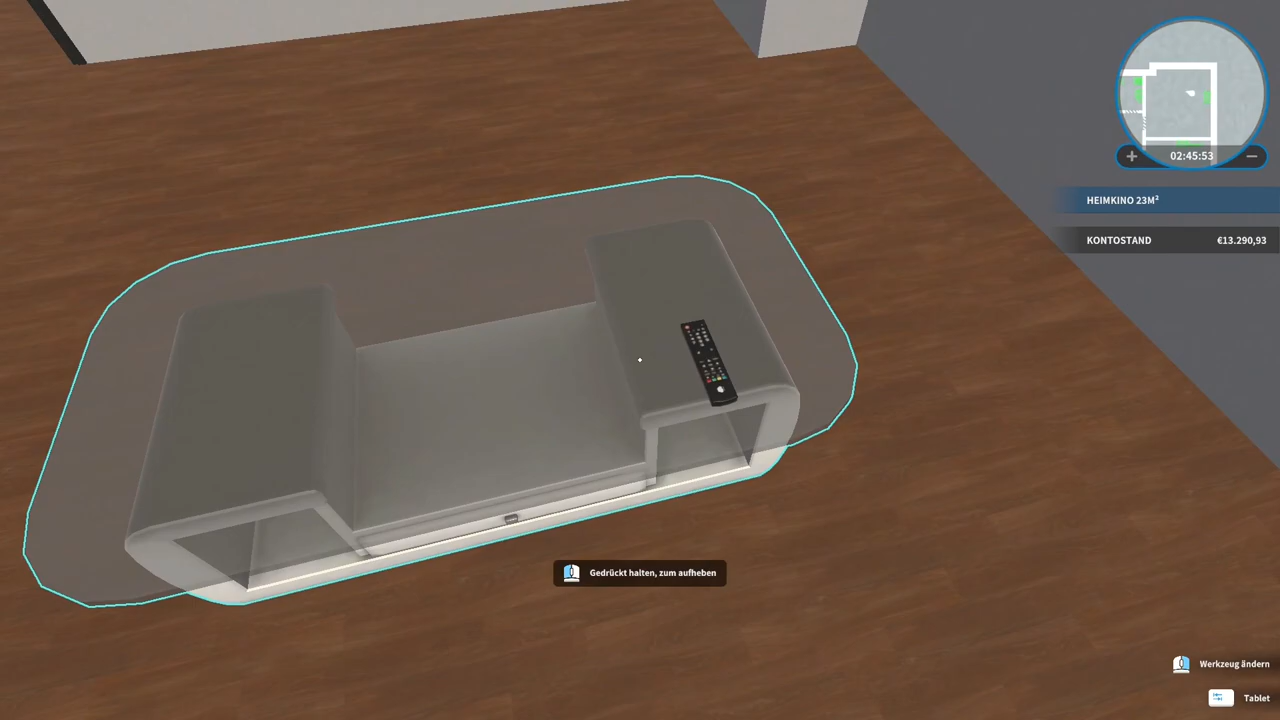 02:45:53
HEIMKINO 23M²
KONTOSTAND €13.290,93
Gedrückt halten, zum aufheben
Werkzeug ändern
Tablet